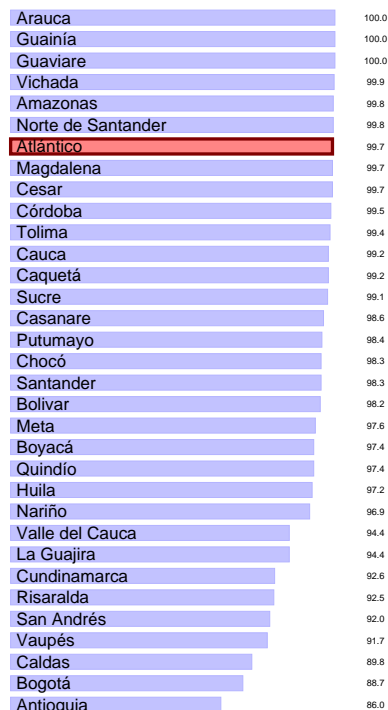 Arauca 100.0
Guainía 100.0
Guaviare 100.0
Vichada 99.9
Amazonas 99.8
Norte de Santander 99.8
Atlántico 99.7
Magdalena 99.7
Cesar 99.7
Córdoba 99.5
Tolima 99.4
Cauca 99.2
Caquetá 99.2
Sucre 99.1
Casanare 98.6
Putumayo 98.4
Chocó 98.3
Santander 98.3
Bolivar 98.2
Meta 97.6
Boyacá 97.4
Quindío 97.4
Huila 97.2
Nariño 96.9
Valle del Cauca 94.4
La Guajira 94.4
Cundinamarca 92.6
Risaralda 92.5
San Andrés 92.0
Vaupés 91.7
Caldas 89.8
Bogotá 88.7
Antioquia 86.0